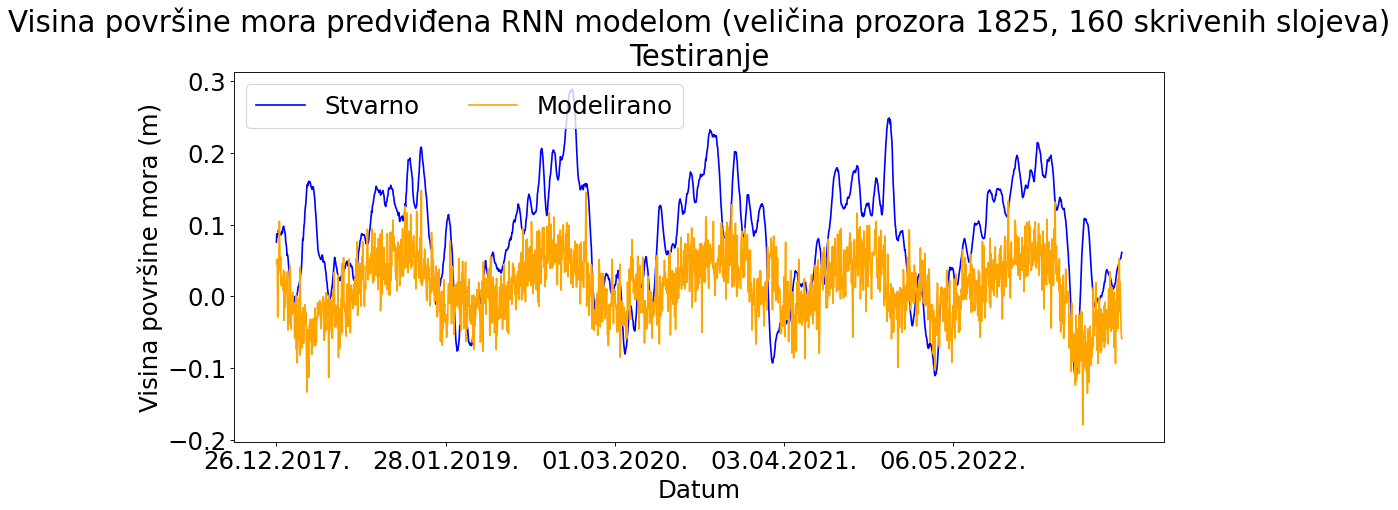 Visina površine mora predviđena RNN modelom (veličina prozora 1825, 160 skrivenih slojeva)
Testiranje
Stvarno
Modelirano
Visina površine mora (m)
0.3
0.2
0.1
0.0
−0.1
−0.2
26.12.2017.
28.01.2019.
01.03.2020.
03.04.2021.
06.05.2022.
Datum